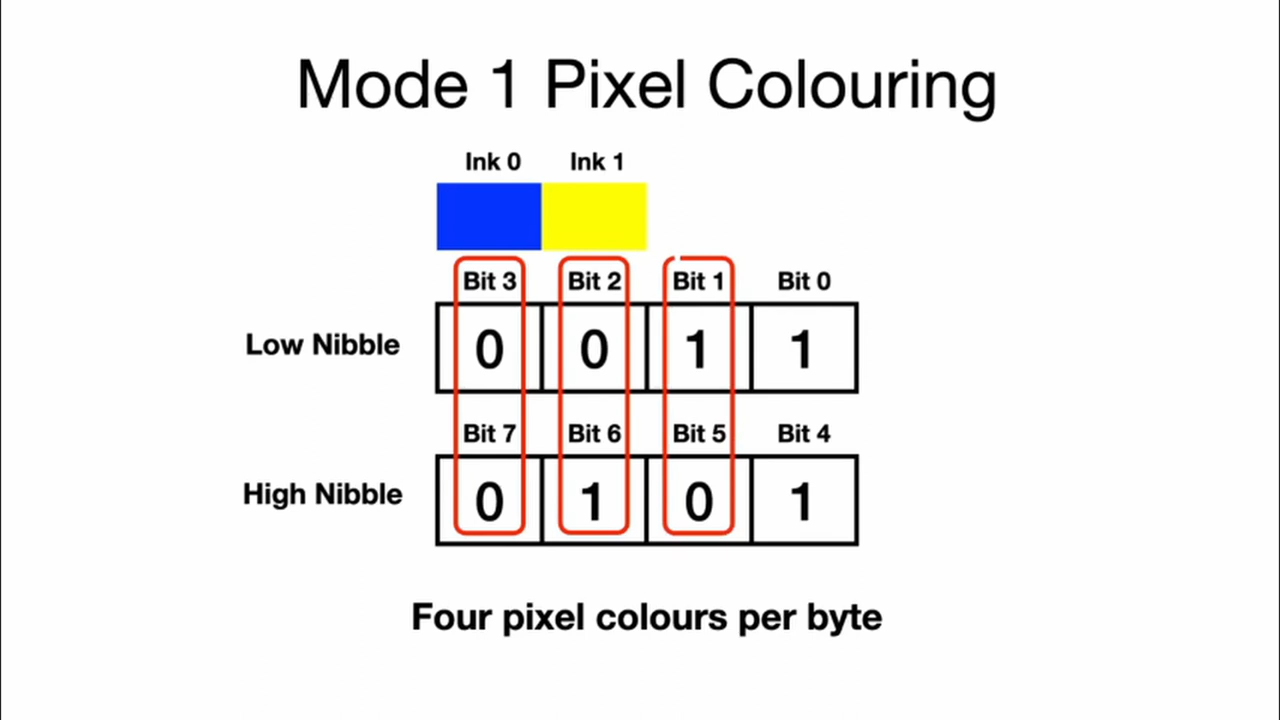 Mode 1 Pixel Colouring
Ink 0 Ink 1
Bit 3 Bit 2 Bit 1 Bit 0
Low Nibble 0 0 1 1
Bit 7 Bit 6 Bit 5 Bit 4
High Nibble 0 1 0 1
Four pixel colours per byte